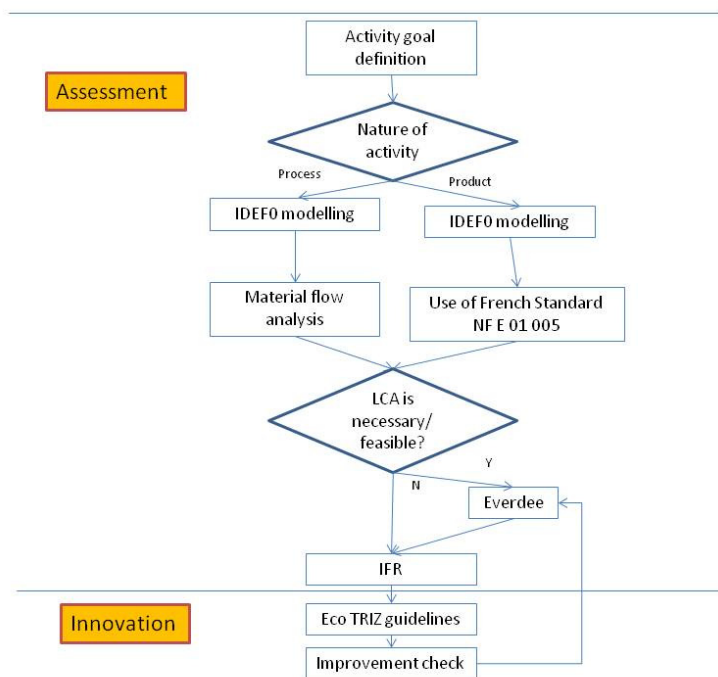 Activity goal
definition
Assessment
Nature of
activity
Process
Product
IDEF0 modelling
IDEF0 modelling
Material flow
analysis
Use of French Standard
NF E 01 005
LCA is
necessary/
feasible?
Y
N
Everdee
IFR
Innovation
Eco TRIZ guidelines
Improvement check